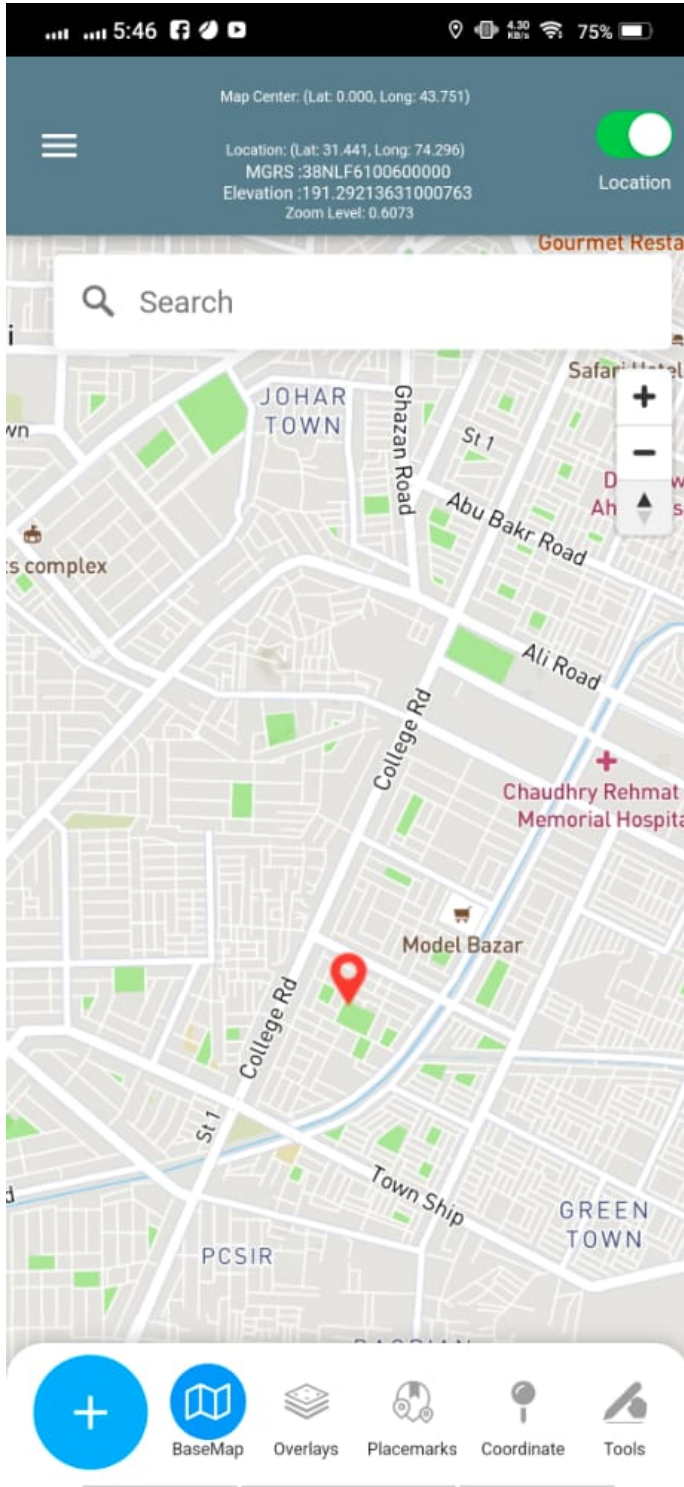 5:46
4.30
KB/s
75%
Map Center: (Lat: 0.000, Long: 43.751)
Location: (Lat: 31.441, Long: 74.296)
MGRS :38NLF6100600000
Elevation :191.29213631000763
Zoom Level: 0.6073
Location
Gourmet Resta
Search
i
Safari Hotel
JOHAR
TOWN
Ghazan Road
wn
St 1
+
−
D
w
Ah
s
Abu Bakr Road
s complex
Ali Road
College Rd
Chaudhry Rehmat
Memorial Hospita
Model Bazar
College Rd
St 1
Town Ship
d
GREEN
TOWN
PCSIR
+
BaseMap
Overlays
Placemarks
Coordinate
Tools